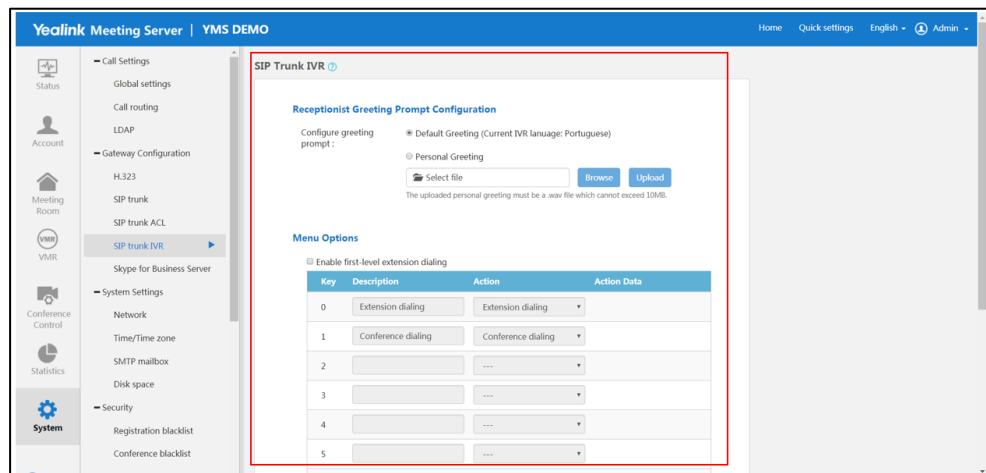 Yealink Meeting Server | YMS DEMO
Home Quick settings English Admin
Status
Account
Meeting
Room
VMR
VMR
Conference
Control
Statistics
System
Call Settings
Global settings
Call routing
LDAP
Gateway Configuration
H.323
SIP trunk
SIP trunk ACL
SIP trunk IVR
Skype for Business Server
System Settings
Network
Time/Time zone
SMTP mailbox
Disk space
Security
Registration blacklist
Conference blacklist
SIP Trunk IVR ?
Receptionist Greeting Prompt Configuration
Configure greeting
prompt :
Default Greeting (Current IVR lanuage: Portuguese)
Personal Greeting
Select file Browse Upload
The uploaded personal greeting must be a .wav file which cannot exceed 10MB.
Menu Options
Enable first-level extension dialing
Key Description Action Action Data
0 Extension dialing Extension dialing
1 Conference dialing Conference dialing
2 ---
3 ---
4 ---
5 ---